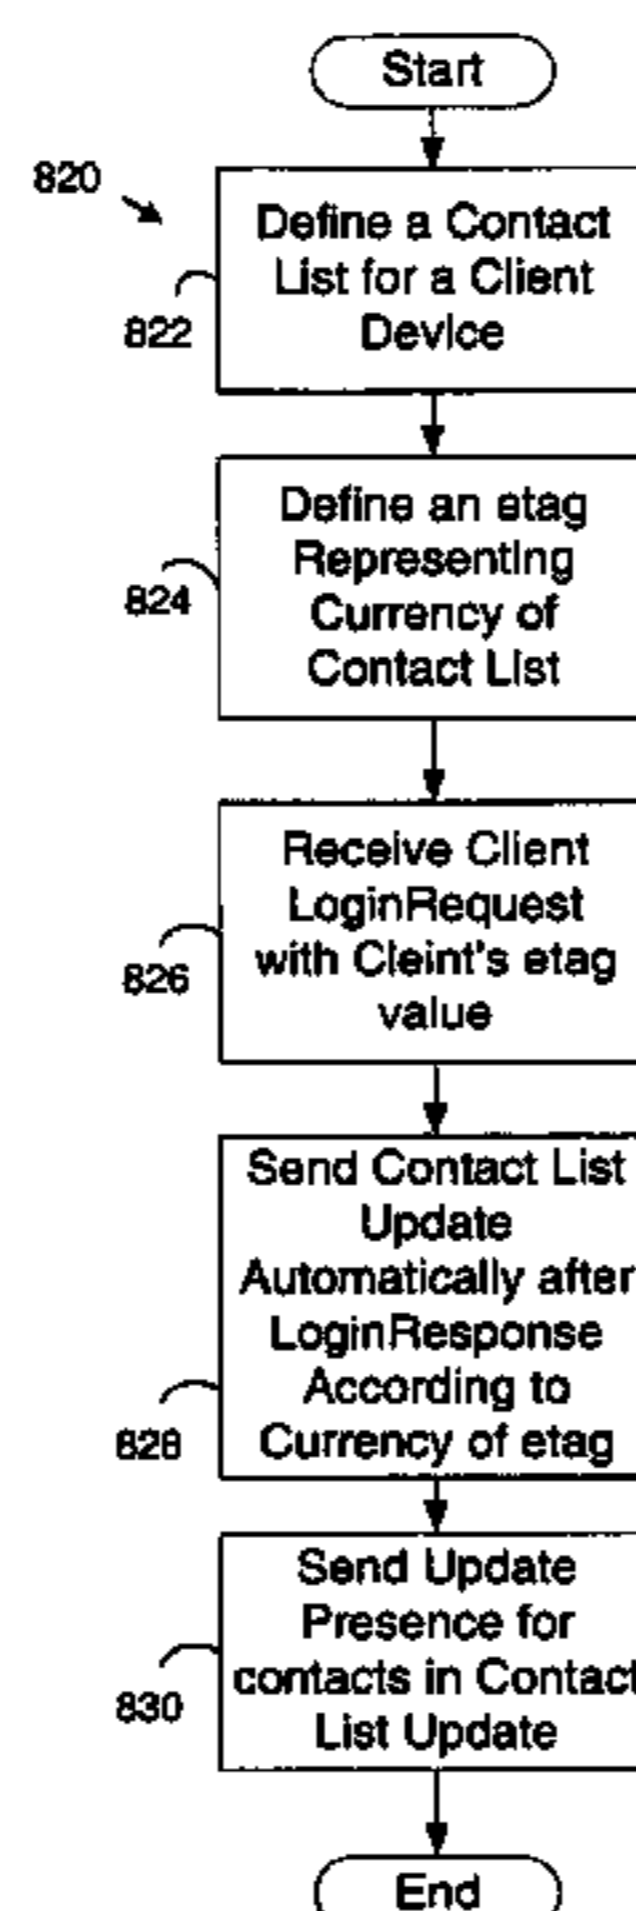 Start
820
Define a Contact
List for a Client
Device
822
Define an etag
Representing
Currency of
Contact List
824
Receive Client
LoginRequest
with Cleint's etag
value
826
Send Contact List
Update
Automatically after
LoginResponse
According to
Currency of etag
828
Send Update
Presence for
contacts in Contact
List Update
830
End